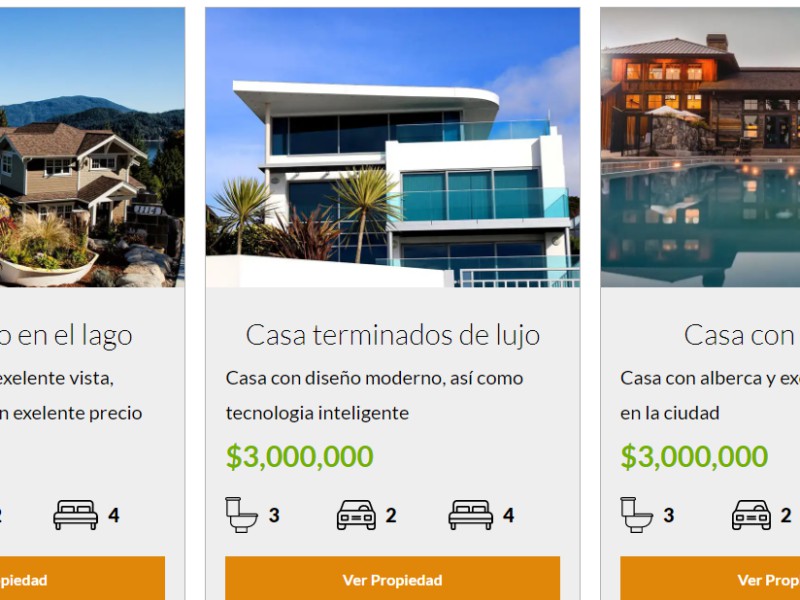 o en el lago
exelente vista,
n exelente precio
2
4
piedad
Casa terminados de lujo
Casa con diseño moderno, así como
tecnologia inteligente
$3,000,000
3
2
4
Ver Propiedad
Casa con
Casa con alberca y exc
en la ciudad
$3,000,000
3
2
Ver Prop